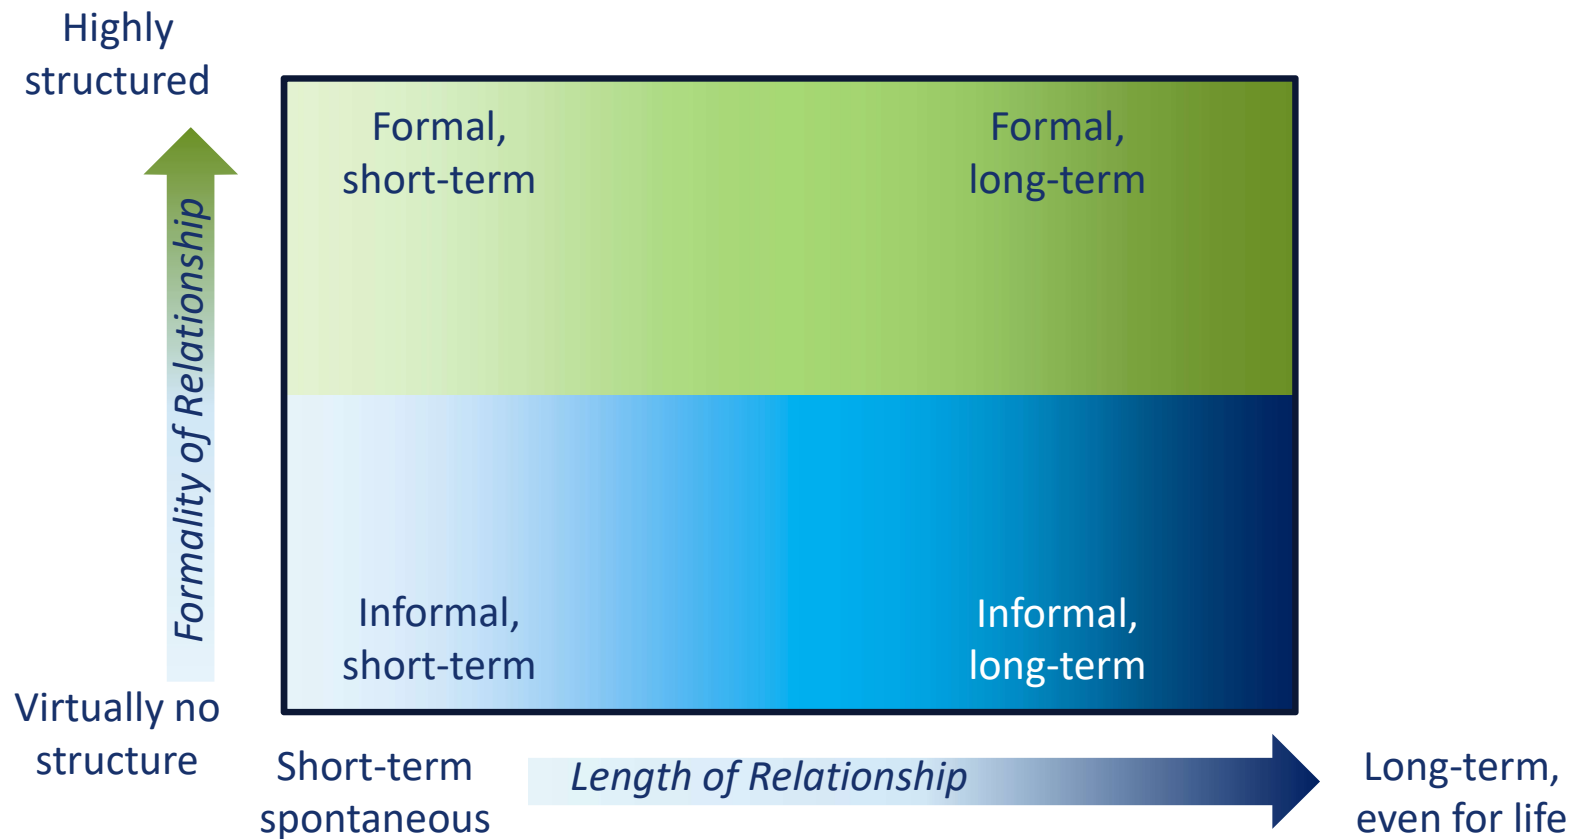 Highly
structured
Formality of Relationship
Virtually no
structure
Formal,
short-term
Formal,
long-term
Informal,
short-term
Informal,
long-term
Short-term
spontaneous
Length of Relationship
Long-term,
even for life